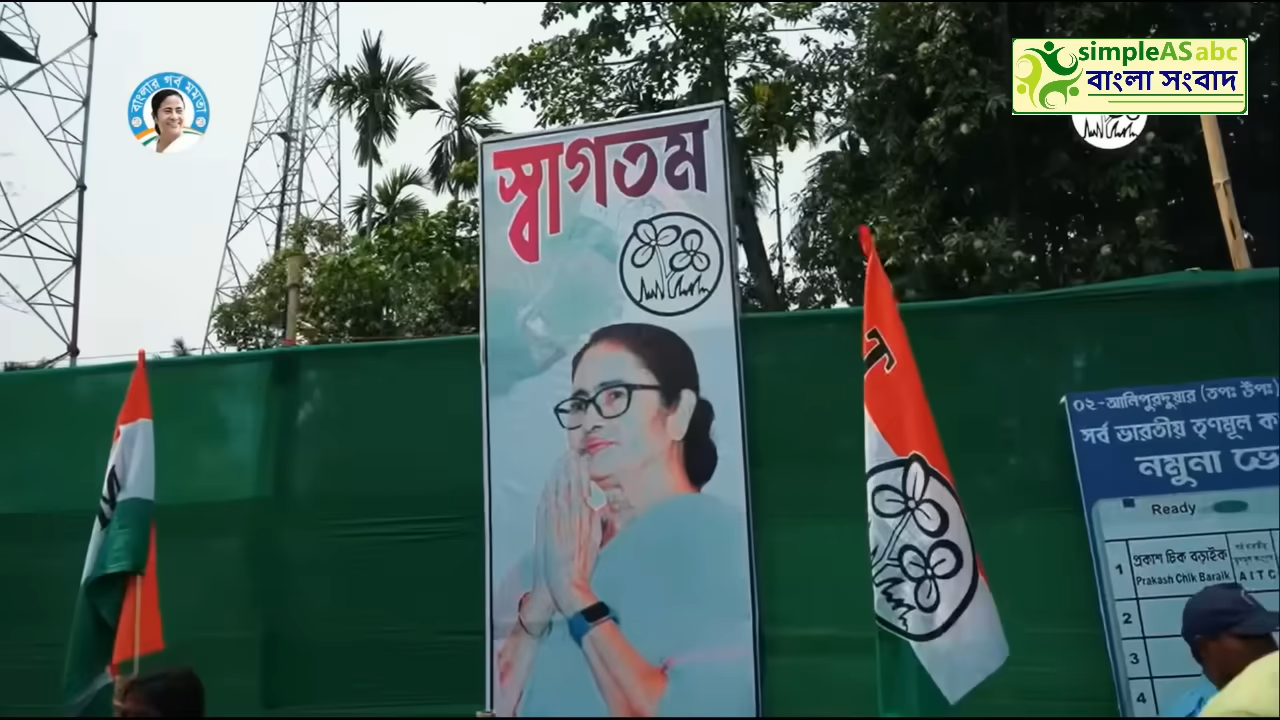 বাংলার গর্ব মমতা
simpleASabc
বাংলা সংবাদ
স্বাগতম
T
০২-আলিপুরদুয়ার (তপঃ উপঃ)
সর্ব ভারতীয় তৃণমূল ক
নমুনা ভো
Ready
1 প্রকাশ চিক বড়াইক
Prakash Chik Baraik AITC
2
3
4